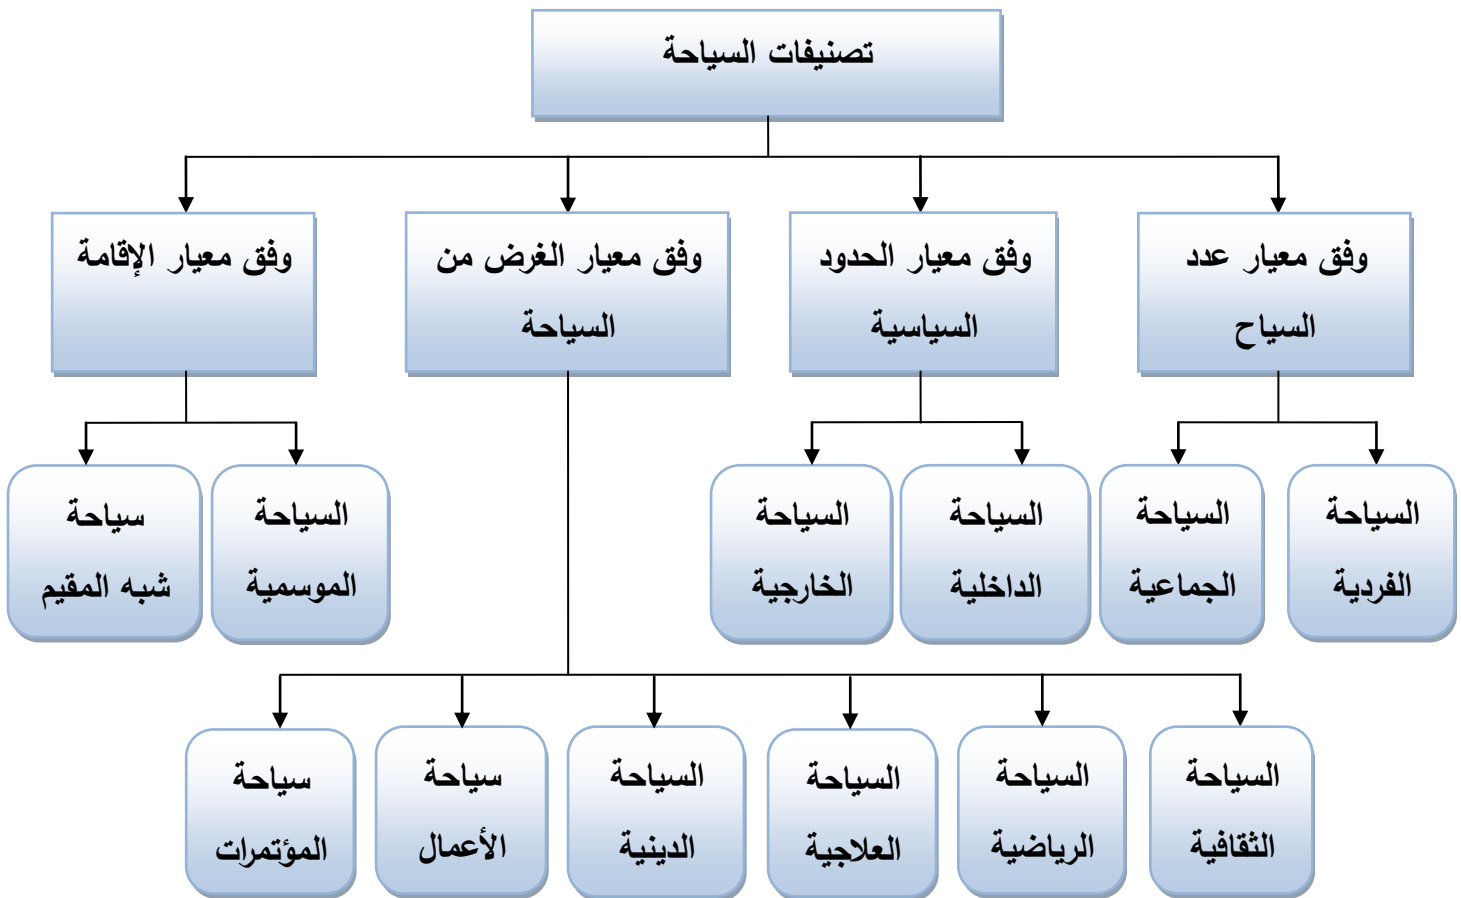 تصنيفات السياحة
وفق معيار عدد
السياح
وفق معيار الحدود
السياسية
وفق معيار الغرض من
السياحة
وفق معيار الإقامة
السياحة
الفردية
السياحة
الجماعية
السياحة
الداخلية
السياحة
الخارجية
السياحة
الموسمية
سياحة
شبه المقيم
السياحة
الثقافية
السياحة
الرياضية
السياحة
العلاجية
السياحة
الدينية
سياحة
الأعمال
سياحة
المؤتمرات